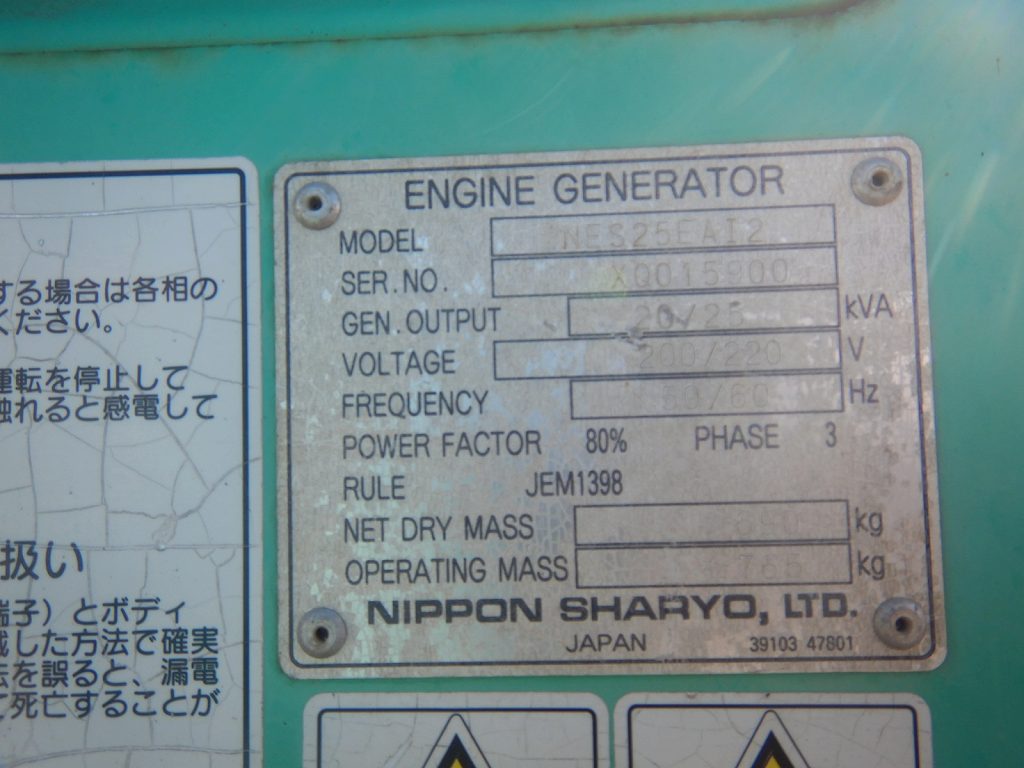 する場合は各相の
ください。
運転を停止して
触れると感電して
扱い
端子）とボディ
した方法で確実
法を誤ると、漏電
死亡することが
ENGINE GENERATOR
MODEL NES25EAI2
SER.NO. XQ015900
GEN.OUTPUT 20/25 kVA
VOLTAGE 200/220 V
FREQUENCY 50/60 Hz
POWER FACTOR 80% PHASE 3
RULE JEM1398
NET DRY MASS 690 kg
OPERATING MASS 765 kg
NIPPON SHARYO, LTD.
JAPAN 39103 47801